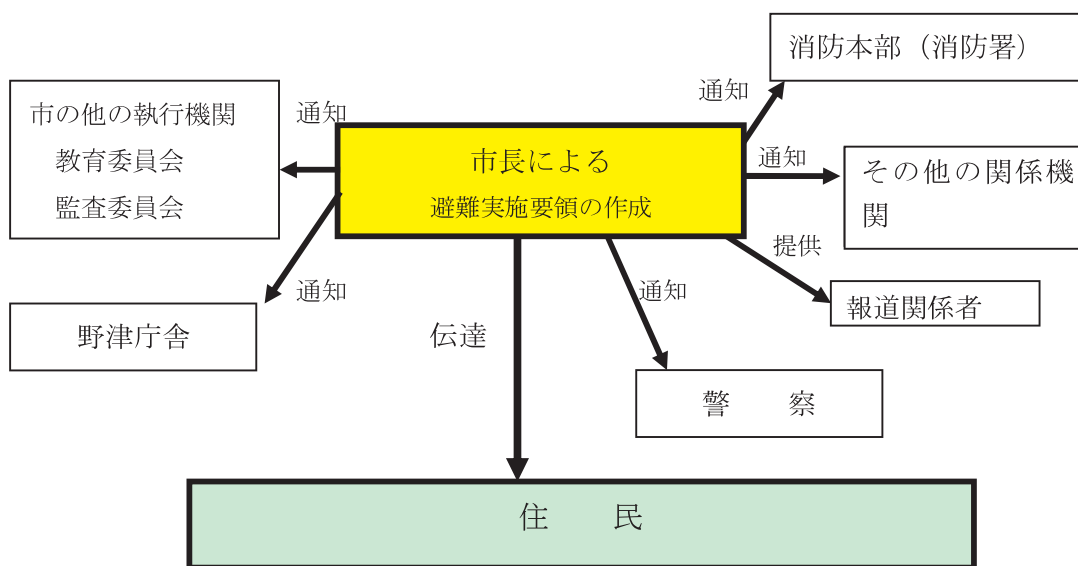 消防本部（消防署）
通知
市の他の執行機関
教育委員会
監査委員会
通知
市長による
避難実施要領の作成
通知
その他の関係機
関
提供
報道関係者
通知
野津庁舎
伝達
通知
警　察
住　民